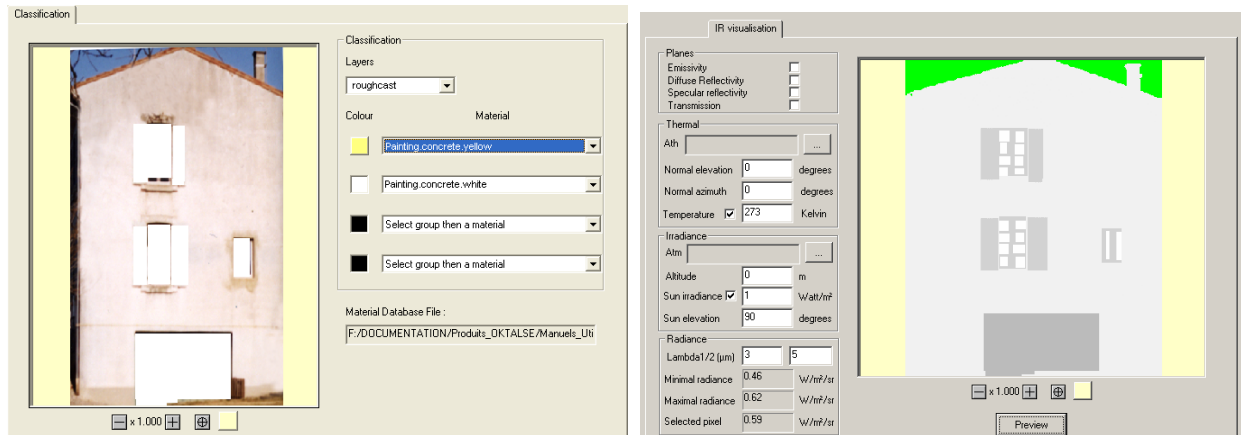 Classification
Classification
Layers
roughcast
Colour Material
Painting.concrete.yellow
Painting.concrete.white
Select group then a material
Select group then a material
Material Database File :
F:/DOCUMENTATION/Produits_OKTALSE/Manuels_Uti
x 1.000
IR visualisation
Planes
Emissivity
Diffuse Reflectivity
Specular reflectivity
Transmission
Thermal
Ath ...
Normal elevation 0 degrees
Normal azimuth 0 degrees
Temperature 273 Kelvin
Irradiance
Atm ...
Altitude 0 m
Sun irradiance 1 Watt/m²
Sun elevation 90 degrees
Radiance
Lambda1/2 (µm) 3 5
Minimal radiance 0.46 W/m²/sr
Maximal radiance 0.62 W/m²/sr
Selected pixel 0.59 W/m²/sr
x 1.000
Preview